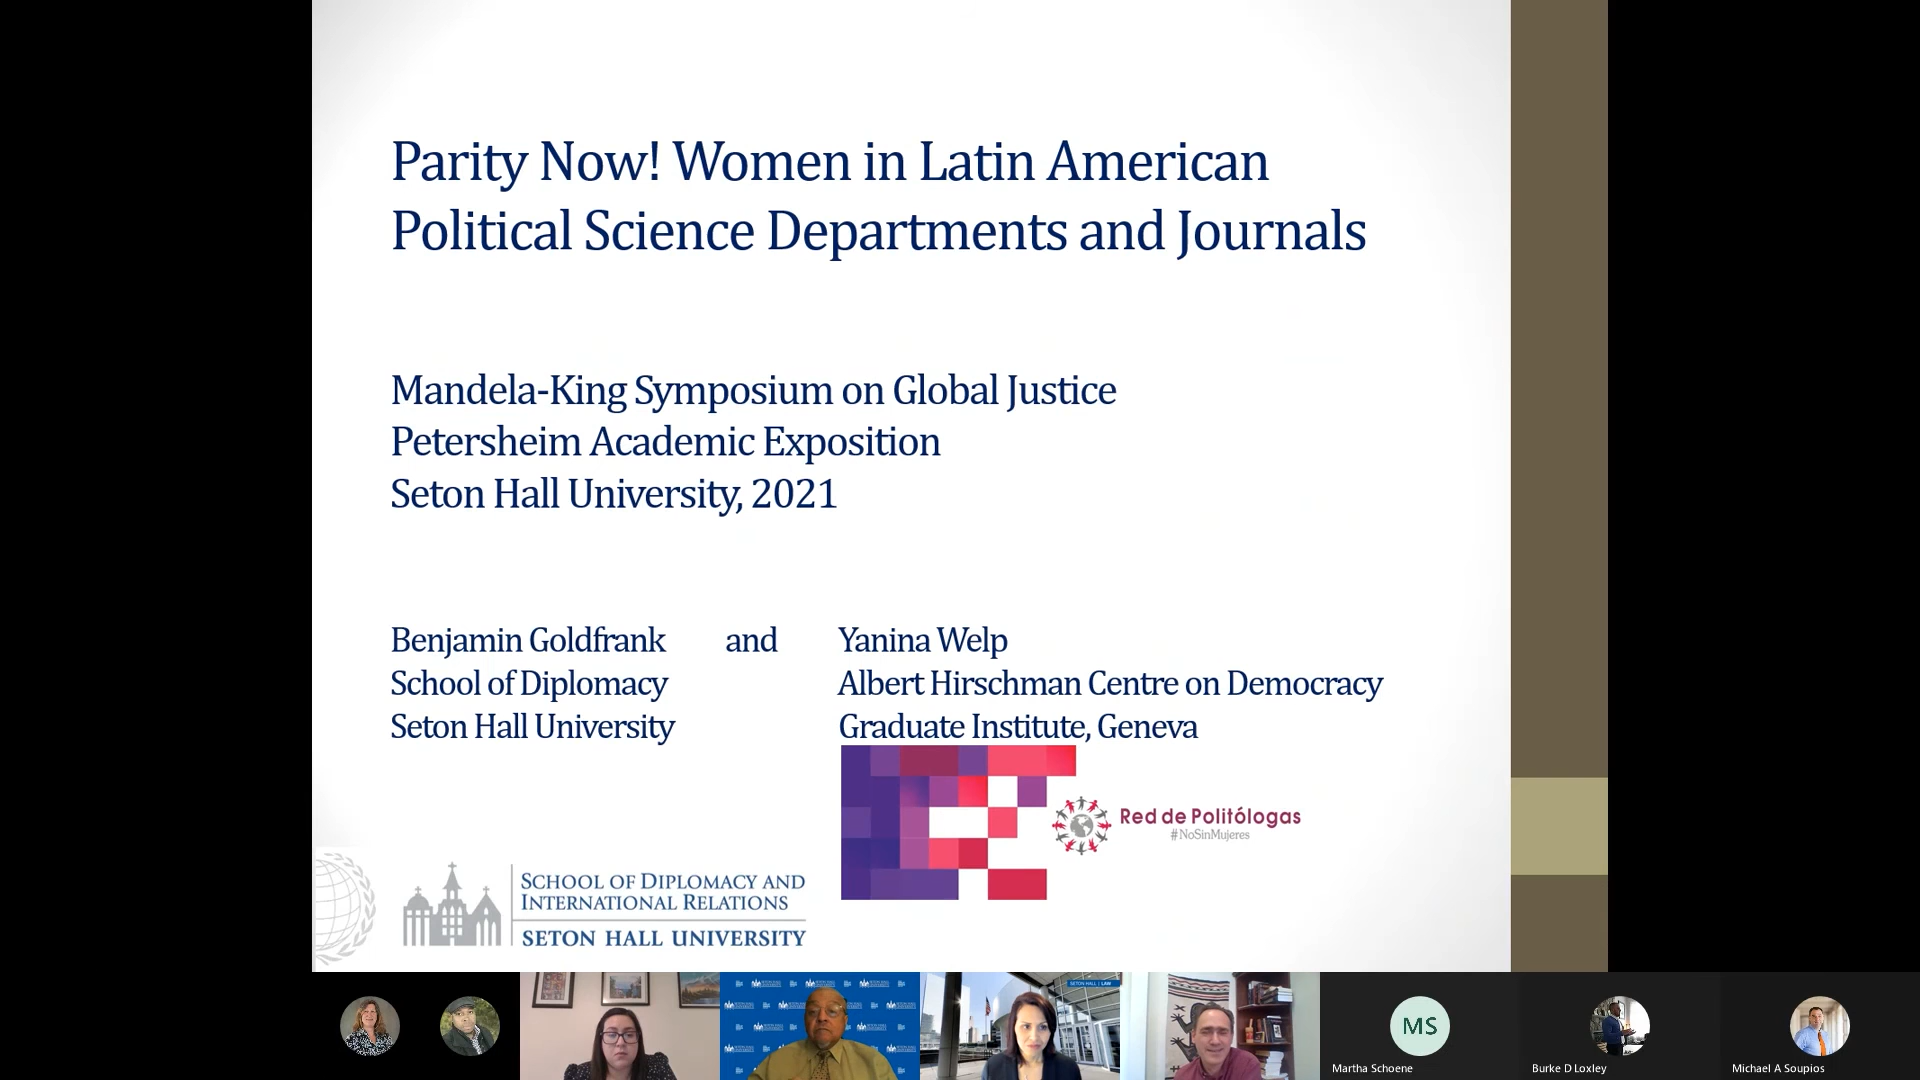 Parity Now! Women in Latin American
Political Science Departments and Journals
Mandela-King Symposium on Global Justice
Petersheim Academic Exposition
Seton Hall University, 2021
Benjamin Goldfrank and Yanina Welp
School of Diplomacy Albert Hirschman Centre on Democracy
Seton Hall University Graduate Institute, Geneva
Red de Politólogas
#NoSinMujeres
SCHOOL OF DIPLOMACY AND
INTERNATIONAL RELATIONS
SETON HALL UNIVERSITY
SETON HALL | LAW
MS
Martha Schoene
Burke D Loxley
Michael A Soupios